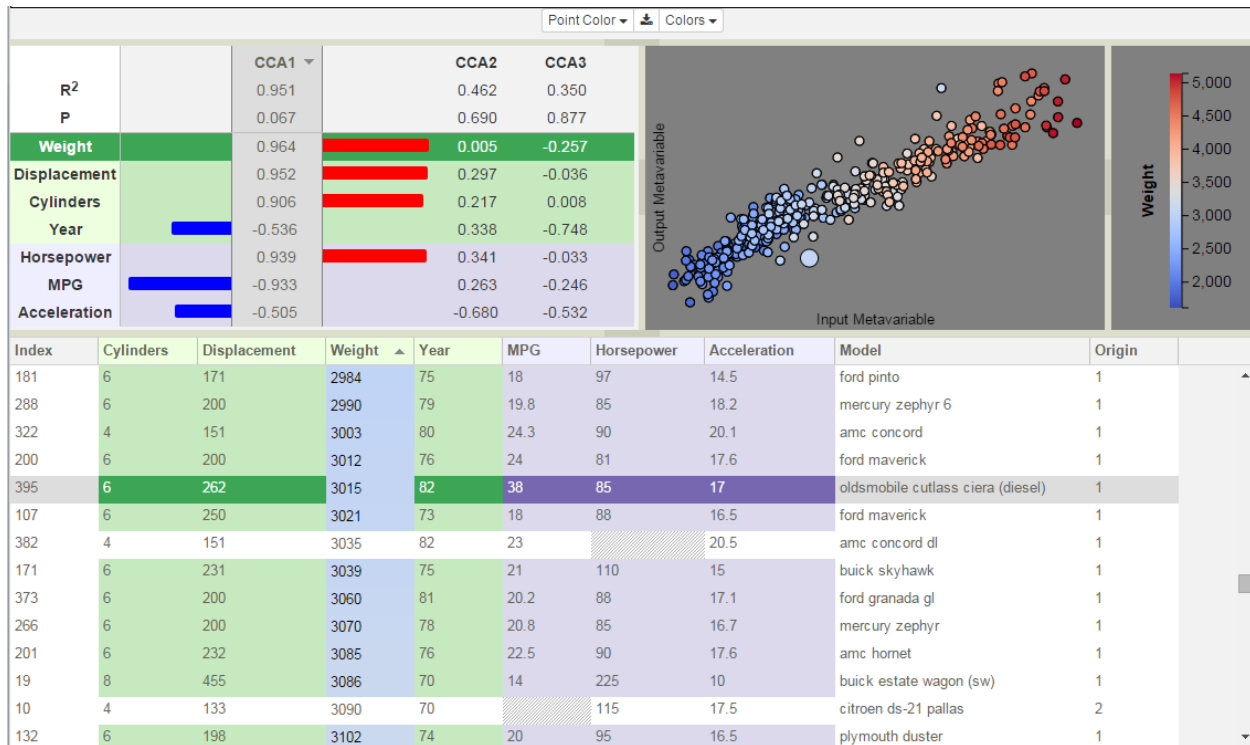 Point Color Colors
CCA1 CCA2 CCA3
R2 0.951 0.462 0.350
P 0.067 0.690 0.877
Weight 0.964 0.005 -0.257
Displacement 0.952 0.297 -0.036
Cylinders 0.906 0.217 0.008
Year -0.536 0.338 -0.748
Horsepower 0.939 0.341 -0.033
MPG -0.933 0.263 -0.246
Acceleration -0.505 -0.680 -0.532
Output Metavariable
Input Metavariable
Weight
5,000
4,500
4,000
3,500
3,000
2,500
2,000
Index Cylinders Displacement Weight Year MPG Horsepower Acceleration Model Origin
181 6 171 2984 75 18 97 14.5 ford pinto 1
288 6 200 2990 79 19.8 85 18.2 mercury zephyr 6 1
322 4 151 3003 80 24.3 90 20.1 amc concord 1
200 6 200 3012 76 24 81 17.6 ford maverick 1
395 6 262 3015 82 38 85 17 oldsmobile cutlass ciera (diesel) 1
107 6 250 3021 73 18 88 16.5 ford maverick 1
382 4 151 3035 82 23 20.5 amc concord dl 1
171 6 231 3039 75 21 110 15 buick skyhawk 1
373 6 200 3060 81 20.2 88 17.1 ford granada gl 1
266 6 200 3070 78 20.8 85 16.7 mercury zephyr 1
201 6 232 3085 76 22.5 90 17.6 amc hornet 1
19 8 455 3086 70 14 225 10 buick estate wagon (sw) 1
10 4 133 3090 70 115 17.5 citroen ds-21 pallas 2
132 6 198 3102 74 20 95 16.5 plymouth duster 1